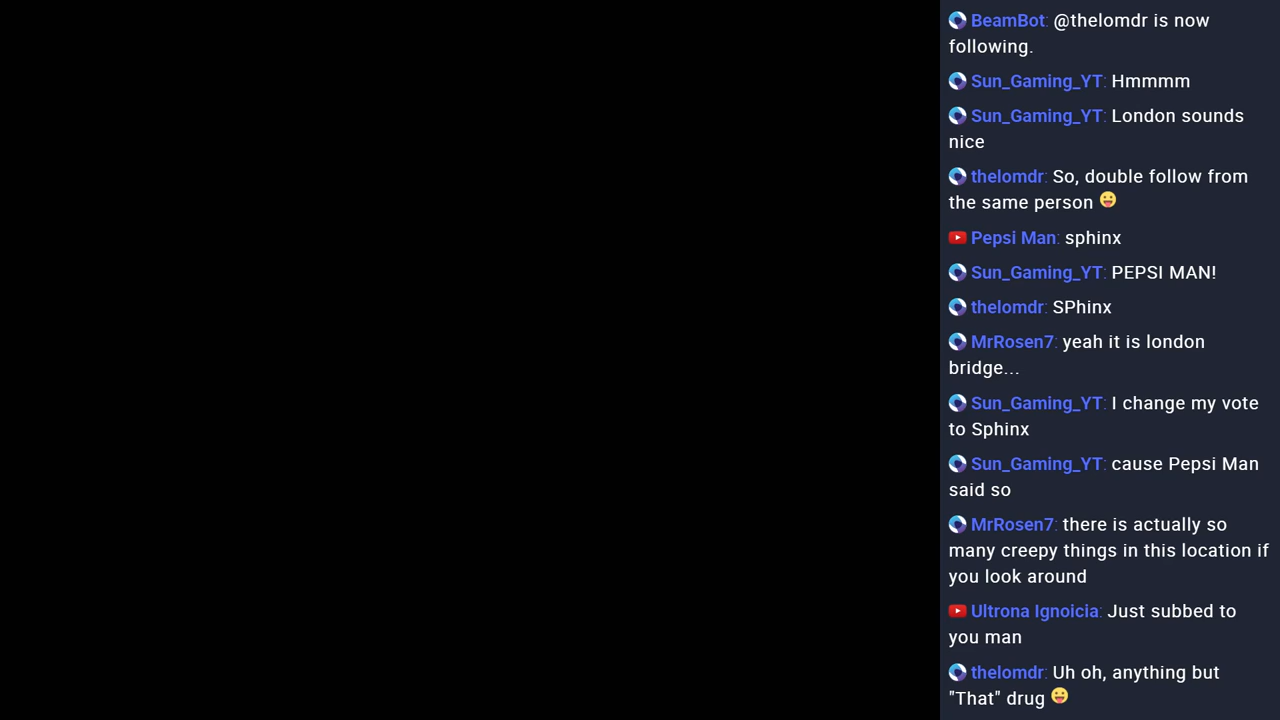 BeamBot: @thelomdr is now
following.
Sun_Gaming_YT: Hmmmm
Sun_Gaming_YT: London sounds
nice
thelomdr: So, double follow from
the same person
Pepsi Man: sphinx
Sun_Gaming_YT: PEPSI MAN!
thelomdr: SPhinx
MrRosen7: yeah it is london
bridge...
Sun_Gaming_YT: I change my vote
to Sphinx
Sun_Gaming_YT: cause Pepsi Man
said so
MrRosen7: there is actually so
many creepy things in this location if
you look around
Ultrona Ignoicia: Just subbed to
you man
thelomdr: Uh oh, anything but
"That" drug